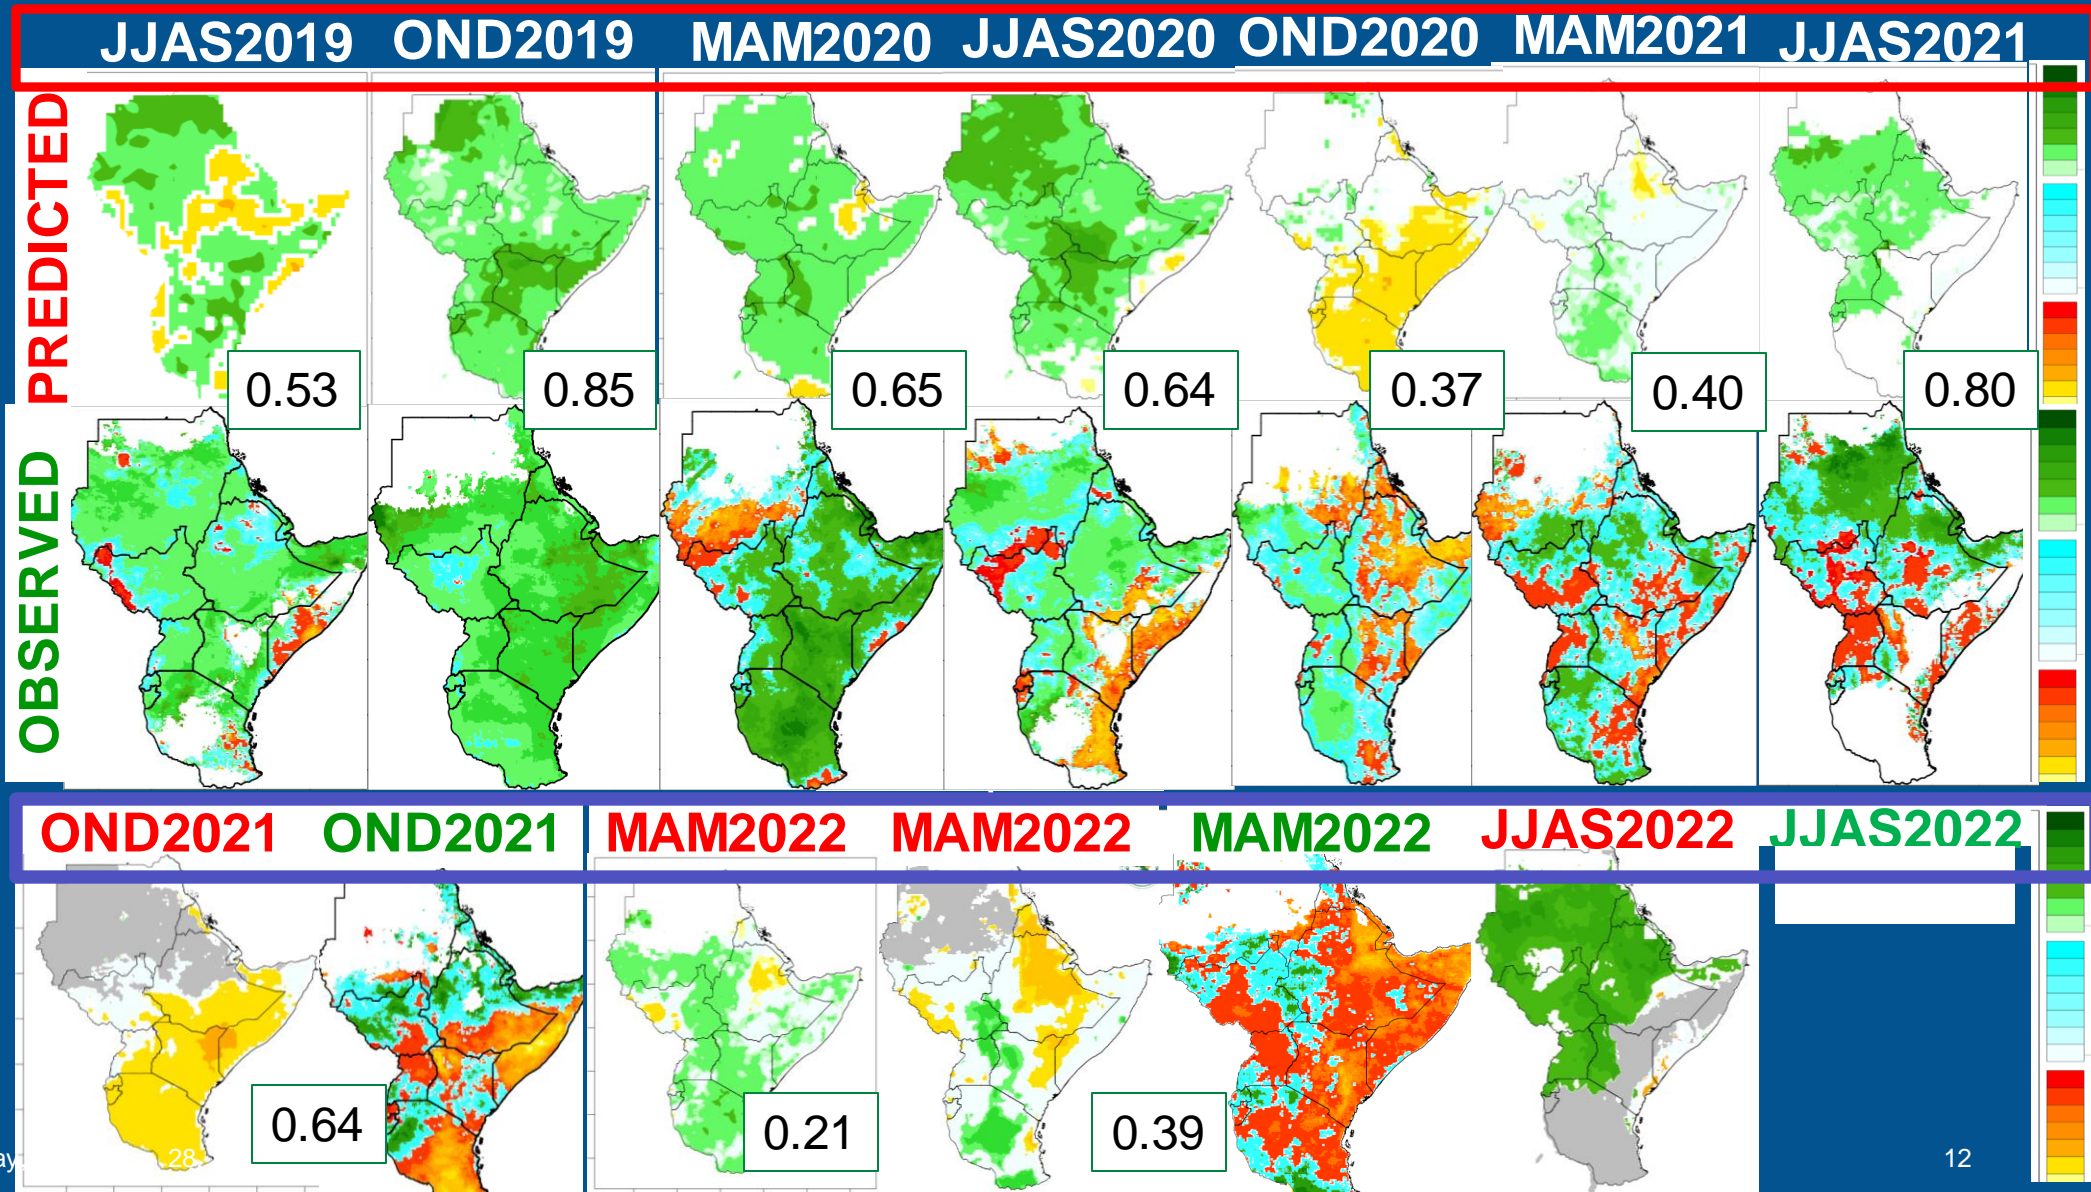 JJAS2019 OND2019 MAM2020 JJAS2020 OND2020 MAM2021 JJAS2021
PREDICTED
0.53 0.85 0.65 0.64 0.37 0.40 0.80
OBSERVED
OND2021 OND2021 MAM2022 MAM2022 MAM2022 JJAS2022 JJAS2022
0.64 0.21 0.39
28
12